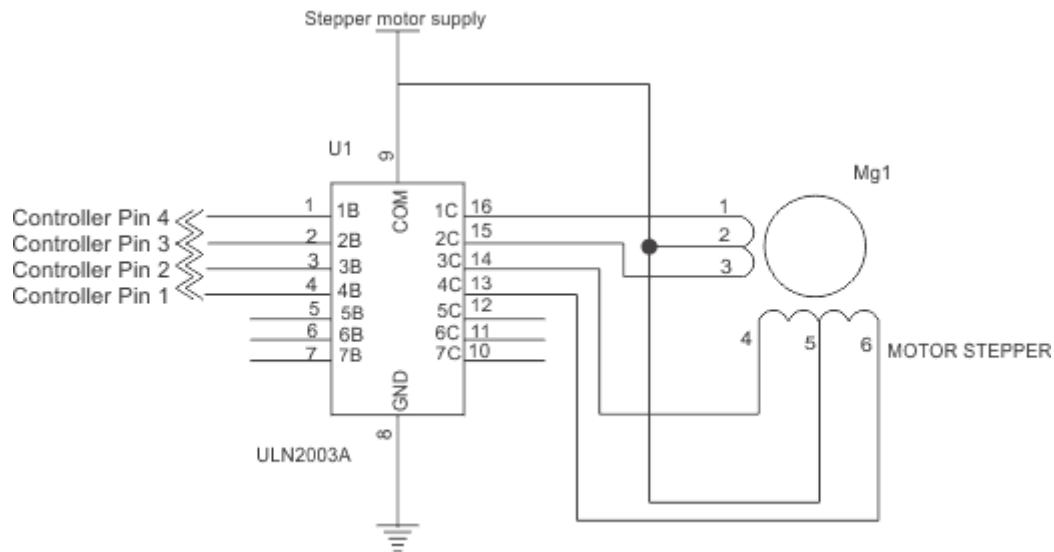 Stepper motor supply
U1
9
Mg1
COM
1 1B 1C 16 1
Controller Pin 4
2 2B 2C 15 2
Controller Pin 3
3 3B 3C 14 3
Controller Pin 2
4 4B 4C 13
Controller Pin 1
5 5B 5C 12
6 6B 6C 11
7 7B 7C 10
4 5 6
MOTOR STEPPER
GND
8
ULN2003A